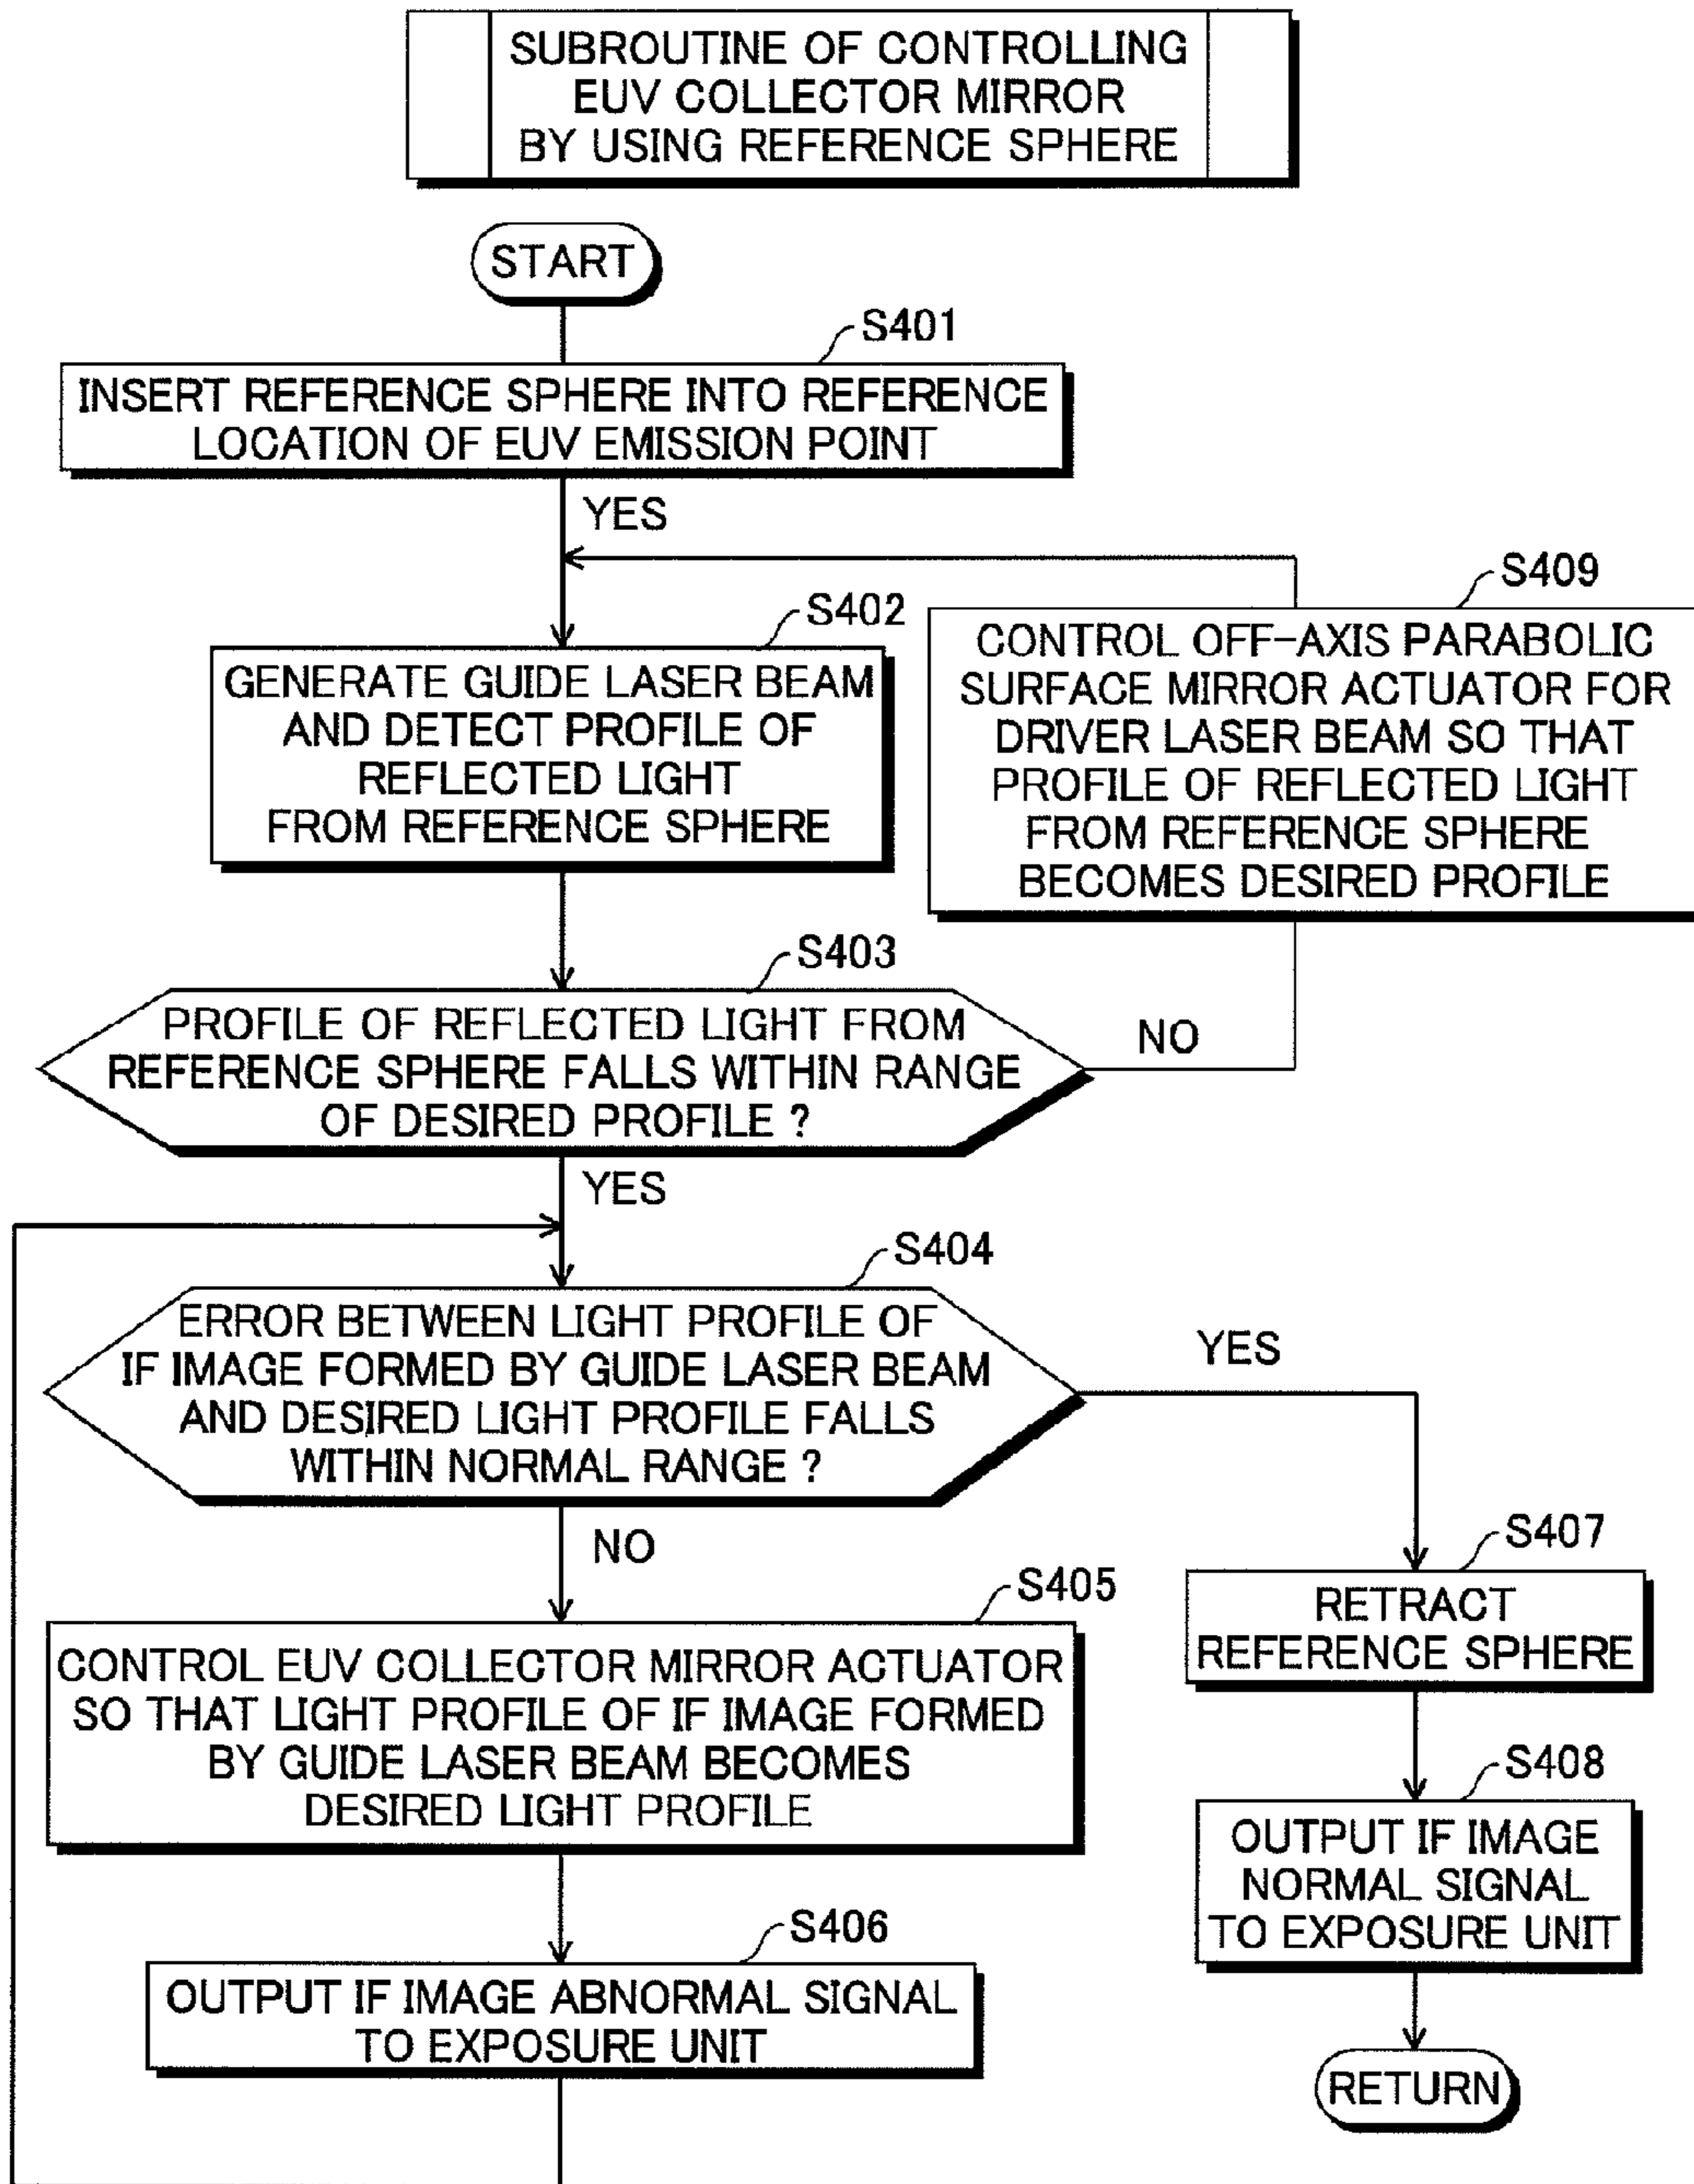 SUBROUTINE OF CONTROLLING
EUV COLLECTOR MIRROR
BY USING REFERENCE SPHERE
START
S401
INSERT REFERENCE SPHERE INTO REFERENCE
LOCATION OF EUV EMISSION POINT
YES
S402
GENERATE GUIDE LASER BEAM
AND DETECT PROFILE OF
REFLECTED LIGHT
FROM REFERENCE SPHERE
S409
CONTROL OFF-AXIS PARABOLIC
SURFACE MIRROR ACTUATOR FOR
DRIVER LASER BEAM SO THAT
PROFILE OF REFLECTED LIGHT
FROM REFERENCE SPHERE
BECOMES DESIRED PROFILE
S403
PROFILE OF REFLECTED LIGHT FROM
REFERENCE SPHERE FALLS WITHIN RANGE
OF DESIRED PROFILE ?
NO
YES
S404
ERROR BETWEEN LIGHT PROFILE OF
IF IMAGE FORMED BY GUIDE LASER BEAM
AND DESIRED LIGHT PROFILE FALLS
WITHIN NORMAL RANGE ?
YES
NO
S405
CONTROL EUV COLLECTOR MIRROR ACTUATOR
SO THAT LIGHT PROFILE OF IF IMAGE FORMED
BY GUIDE LASER BEAM BECOMES
DESIRED LIGHT PROFILE
S406
OUTPUT IF IMAGE ABNORMAL SIGNAL
TO EXPOSURE UNIT
S407
RETRACT
REFERENCE SPHERE
S408
OUTPUT IF IMAGE
NORMAL SIGNAL
TO EXPOSURE UNIT
RETURN